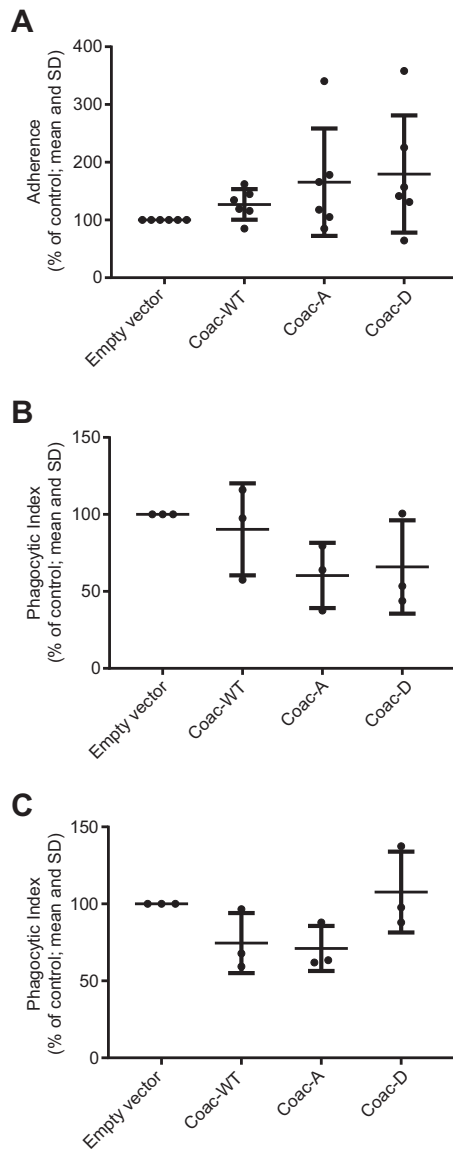 A
Adherence
(% of control; mean and SD)
400
300
200
100
0
Empty vector
Coac-WT
Coac-A
Coac-D
B
Phagocytic Index
(% of control; mean and SD)
150
100
50
0
Empty vector
Coac-WT
Coac-A
Coac-D
C
Phagocytic Index
(% of control; mean and SD)
150
100
50
0
Empty vector
Coac-WT
Coac-A
Coac-D